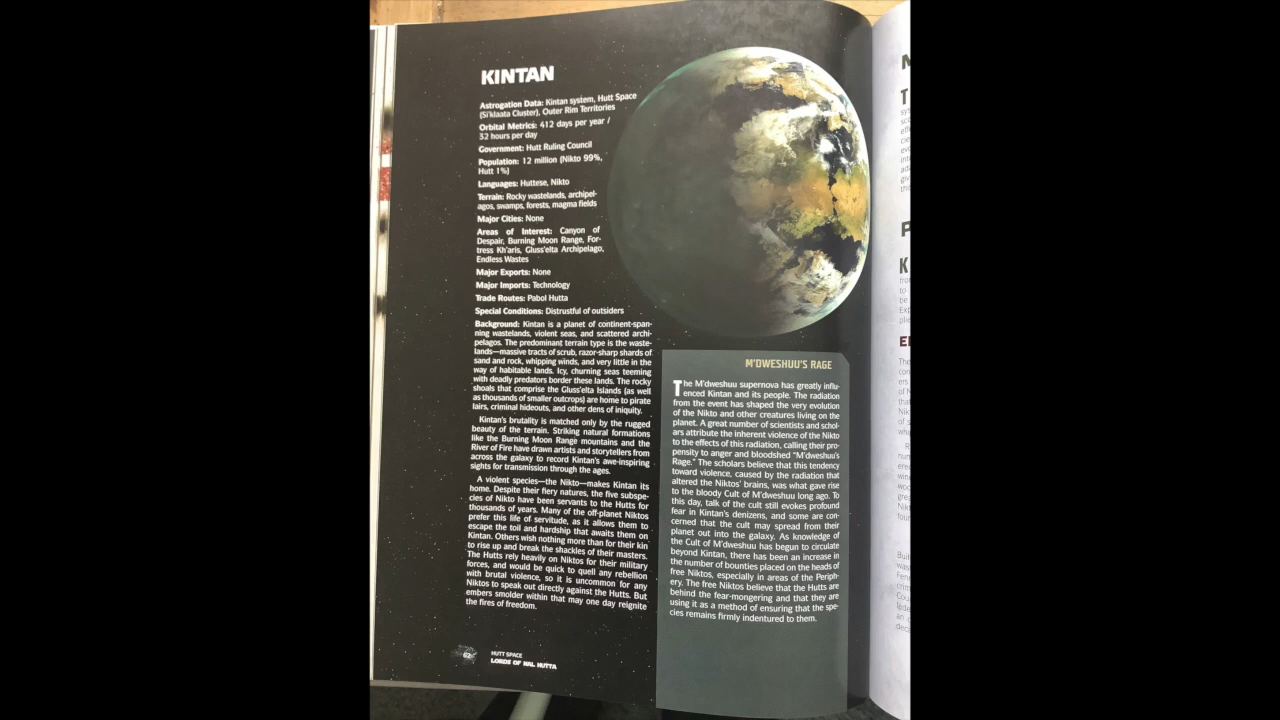 KINTAN
Astrogation Data: Kintan system, Hutt Space
(Si'klaata Cluster), Outer Rim Territories
Orbital Metrics: 412 days per year /
32 hours per day
Government: Hutt Ruling Council
Population: 12 million (Nikto 99%,
Hutt 1%)
Languages: Huttese, Nikto
Terrain: Rocky wastelands, archipel-
agos, swamps, forests, magma fields
Major Cities: None
Areas of Interest: Canyon of
Despair, Burning Moon Range, For-
tress Kh'aris, Gluss'elta Archipelago,
Endless Wastes
Major Exports: None
Major Imports: Technology
Trade Routes: Pabol Hutta
Special Conditions: Distrustful of outsiders
Background: Kintan is a planet of continent-span-
ning wastelands, violent seas, and scattered archi-
pelagos. The predominant terrain type is the waste-
lands—massive tracts of scrub, razor-sharp shards of
sand and rock, whipping winds, and very little in the
way of habitable lands. Icy, churning seas teeming
with deadly predators border these lands. The rocky
shoals that comprise the Gluss'elta Islands (as well
as thousands of smaller outcrops) are home to pirate
lairs, criminal hideouts, and other dens of iniquity.
Kintan's brutality is matched only by the rugged
beauty of the terrain. Striking natural formations
like the Burning Moon Range mountains and the
River of Fire have drawn artists and storytellers from
across the galaxy to record Kintan's awe-inspiring
sights for transmission through the ages.
A violent species—the Nikto—makes Kintan its
home. Despite their fiery natures, the five subspe-
cies of Nikto have been servants to the Hutts for
thousands of years. Many of the off-planet Niktos
prefer this life of servitude, as it allows them to
escape the toil and hardship that awaits them on
Kintan. Others wish nothing more than for their kin
to rise up and break the shackles of their masters.
The Hutts rely heavily on Niktos for their military
forces, and would be quick to quell any rebellion
with brutal violence, so it is uncommon for any
Niktos to speak out directly against the Hutts. But
embers smolder within that may one day reignite
the fires of freedom.
M'DWESHUU'S RAGE
The M'dweshuu supernova has greatly influ-
enced Kintan and its people. The radiation
from the event has shaped the very evolution
of the Nikto and other creatures living on the
planet. A great number of scientists and schol-
ars attribute the inherent violence of the Nikto
to the effects of this radiation, calling their pro-
pensity to anger and bloodshed "M'dweshuu's
Rage." The scholars believe that this tendency
toward violence, caused by the radiation that
altered the Niktos' brains, was what gave rise
to the bloody Cult of M'dweshuu long ago. To
this day, talk of the cult still evokes profound
fear in Kintan's denizens, and some are con-
cerned that the cult may spread from their
planet out into the galaxy. As knowledge of
the Cult of M'dweshuu has begun to circulate
beyond Kintan, there has been an increase in
the number of bounties placed on the heads of
free Niktos, especially in areas of the Periph-
ery. The free Niktos believe that the Hutts are
behind the fear-mongering and that they are
using it as a method of ensuring that the spe-
cies remains firmly indentured to them.
62
HUTT SPACE
LORDS OF NAL HUTTA